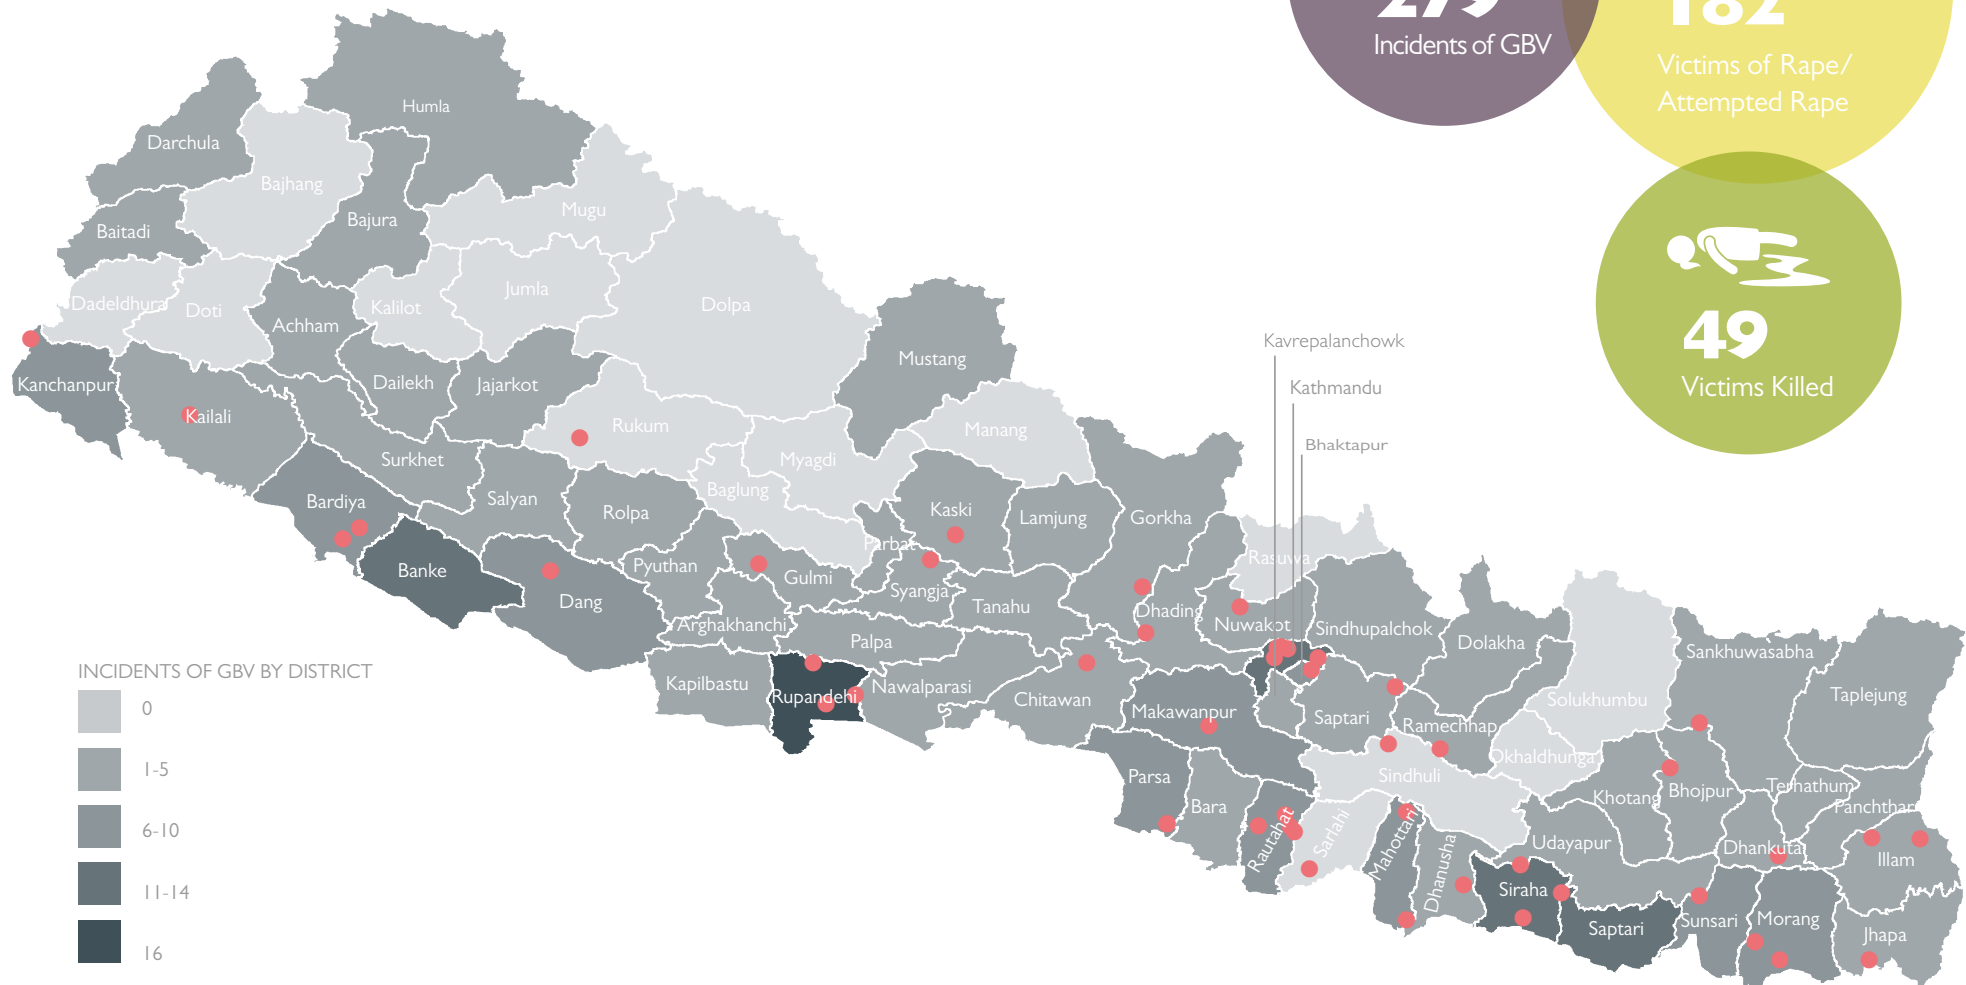 279
Incidents of GBV
182
Victims of Rape/
Attempted Rape
49
Victims Killed
Humla
Darchula
Bajhang
Mugu
Bajura
Baitadi
Jumla
Dadeldhura
Doti
Kalilot
Dolpa
Achham
Kavrepalanchowk
Mustang
Kanchanpur
Dailekh
Jajarkot
Kathmandu
Kailali
Rukum
Manang
Bhaktapur
Surkhet
Myagdi
Baglung
Bardiya
Salyan
Rolpa
Kaski
Lamjung
Gorkha
Parbat
Rasuwa
Banke
Pyuthan
Gulmi
Syangja
Dang
Tanahu
Dhading
Arghakhanchi
Nuwakot
Sindhupalchok
Palpa
Dolakha
Sankhuwasabha
INCIDENTS OF GBV BY DISTRICT
Kapilbastu
Rupandehi
Nawalparasi
Chitawan
Solukhumbu
Taplejung
Makawanpur
Saptari
Ramechhap
0
Okhaldhunga
1-5
Parsa
Sindhuli
Terhathum
Khotang
Bhojpur
Bara
Panchthar
6-10
Rautahat
Sarlahi
Mahottari
Dhanusha
Udayapur
Dhankuta
Illam
11-14
Siraha
Saptari
Sunsari
Morang
Jhapa
16